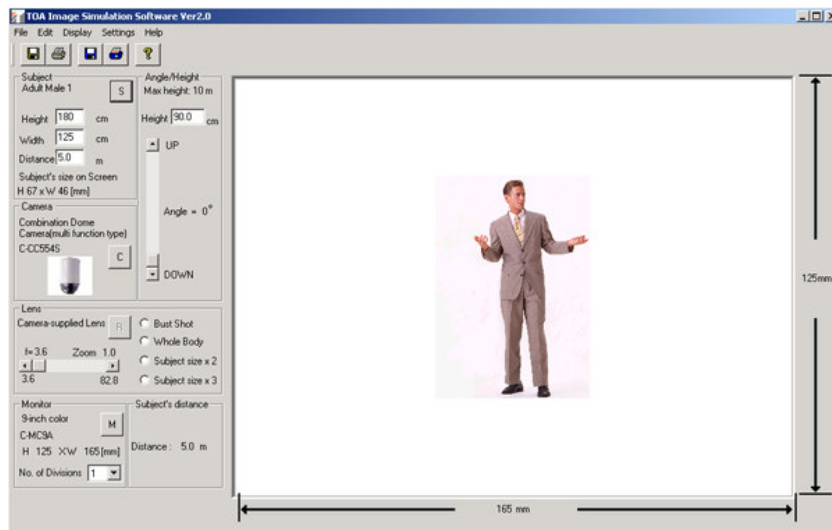 TOA Image Simulation Software Ver2.0
File Edit Display Settings Help
Subject
Adult Male 1
S
Height 180 cm
Width 125 cm
Distance 5.0 m
Subject's size on Screen
H 67 x W 46 [mm]
Angle/Height
Max height: 10 m
Height 90.0 cm
UP
Angle = 0°
DOWN
Camera
Combination Dome
Camera(multi function type)
C-CC554S
C
Lens
Camera-supplied Lens
R
f=3.6 Zoom 1.0
3.6 82.8
Bust Shot
Whole Body
Subject size x 2
Subject size x 3
Monitor
9-inch color
M
C-MC9A
H 125 XW 165[mm]
No. of Divisions 1
Subject's distance
Distance : 5.0 m
125mm
165 mm